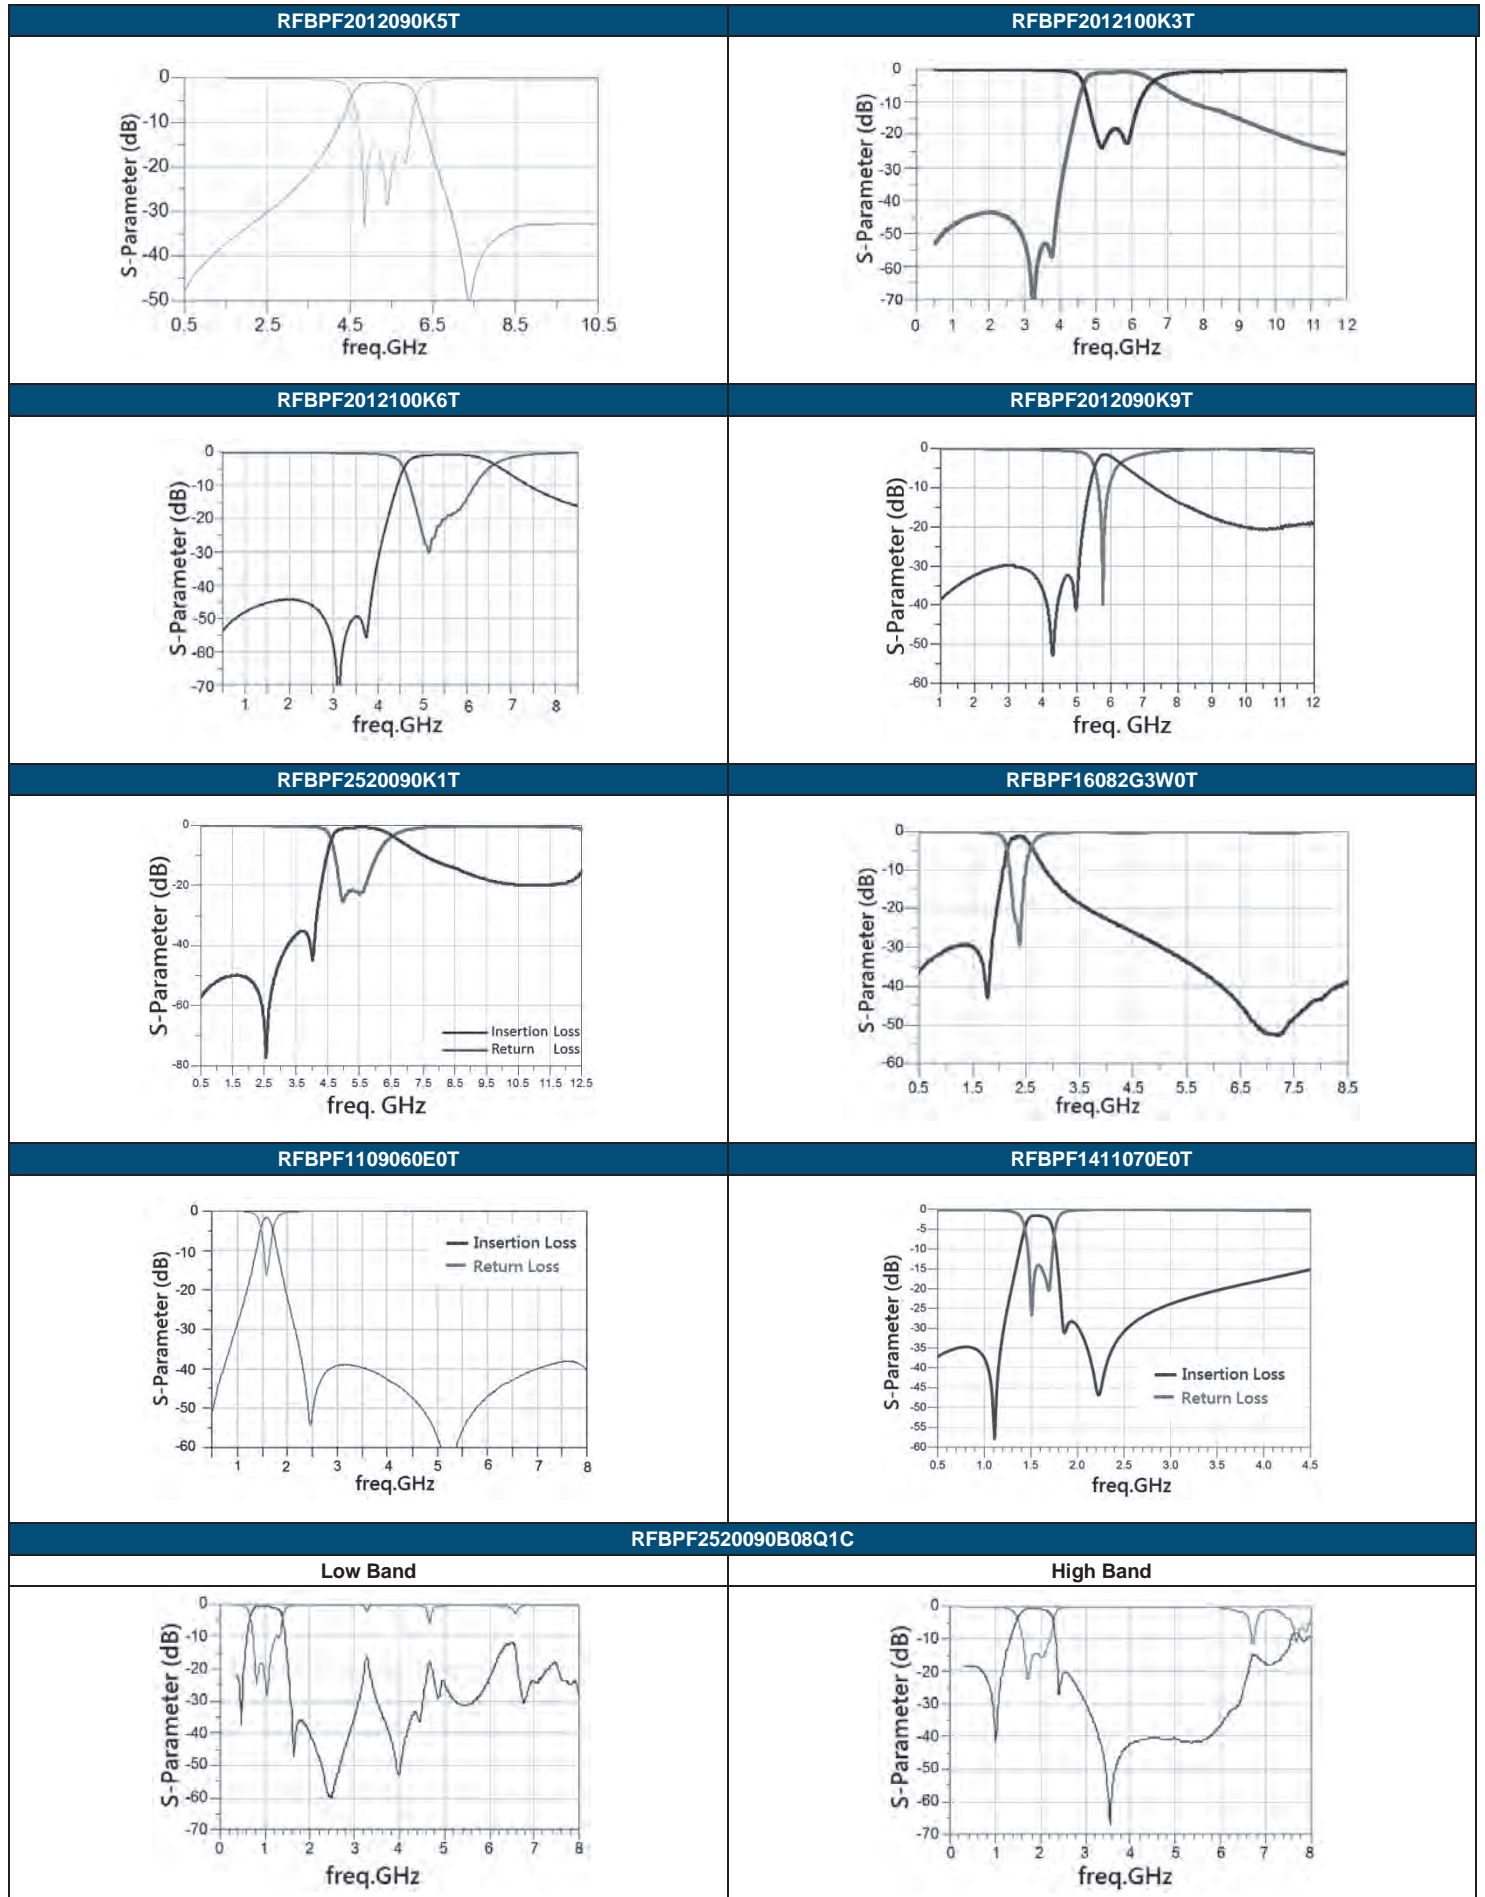 RFBPF2012090K5T
RFBPF2012100K3T
S-Parameter (dB)
0
-10
-20
-30
-40
-50
0.5 2.5 4.5 6.5 8.5 10.5
freq.GHz
S-Parameter (dB)
0
-10
-20
-30
-40
-50
-60
-70
0 1 2 3 4 5 6 7 8 9 10 11 12
freq.GHz
RFBPF2012100K6T
RFBPF2012090K9T
S-Parameter (dB)
0
-10
-20
-30
-40
-50
-60
-70
1 2 3 4 5 6 7 8
freq.GHz
S-Parameter (dB)
0
-10
-20
-30
-40
-50
-60
1 2 3 4 5 6 7 8 9 10 11 12
freq. GHz
RFBPF2520090K1T
RFBPF16082G3W0T
S-Parameter (dB)
0
-20
-40
-60
-80
Insertion Loss
Return Loss
0.5 1.5 2.5 3.5 4.5 5.5 6.5 7.5 8.5 9.5 10.5 11.5 12.5
freq. GHz
S-Parameter (dB)
0
-10
-20
-30
-40
-50
-60
0.5 1.5 2.5 3.5 4.5 5.5 6.5 7.5 8.5
freq.GHz
RFBPF1109060E0T
RFBPF1411070E0T
S-Parameter (dB)
0
-10
-20
-30
-40
-50
-60
Insertion Loss
Return Loss
1 2 3 4 5 6 7 8
freq.GHz
S-Parameter (dB)
0
-5
-10
-15
-20
-25
-30
-35
-40
-45
-50
-55
-60
Insertion Loss
Return Loss
0.5 1.0 1.5 2.0 2.5 3.0 3.5 4.0 4.5
freq.GHz
RFBPF2520090B08Q1C
Low Band
High Band
S-Parameter (dB)
0
-10
-20
-30
-40
-50
-60
-70
0 1 2 3 4 5 6 7 8
freq.GHz
S-Parameter (dB)
0
-10
-20
-30
-40
-50
-60
-70
0 1 2 3 4 5 6 7 8
freq.GHz